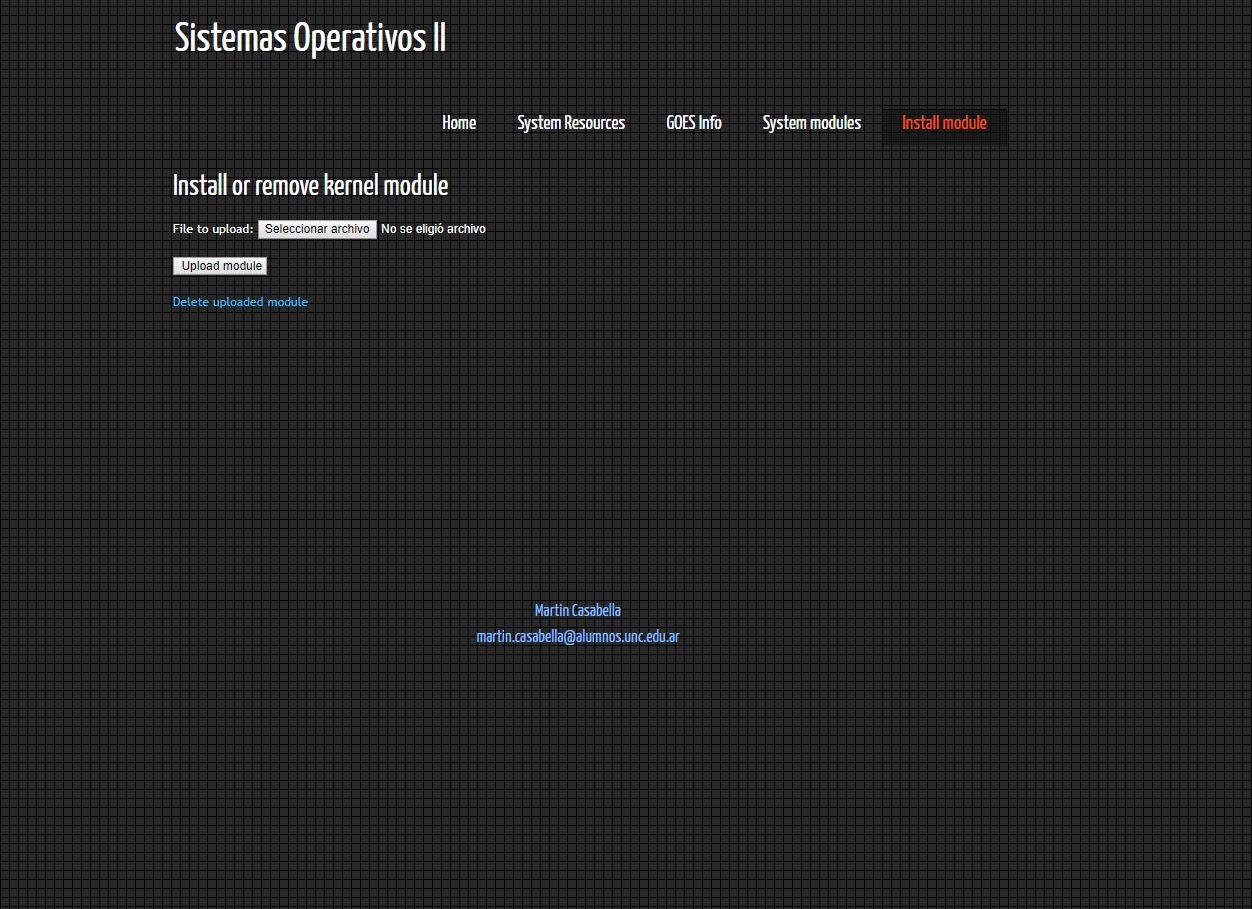 Sistemas Operativos II
Home System Resources GOES Info System modules Install module
Install or remove kernel module
File to upload: Seleccionar archivo No se eligió archivo
Upload module
Delete uploaded module
Martin Casabella
martin.casabella@alumnos.unc.edu.ar